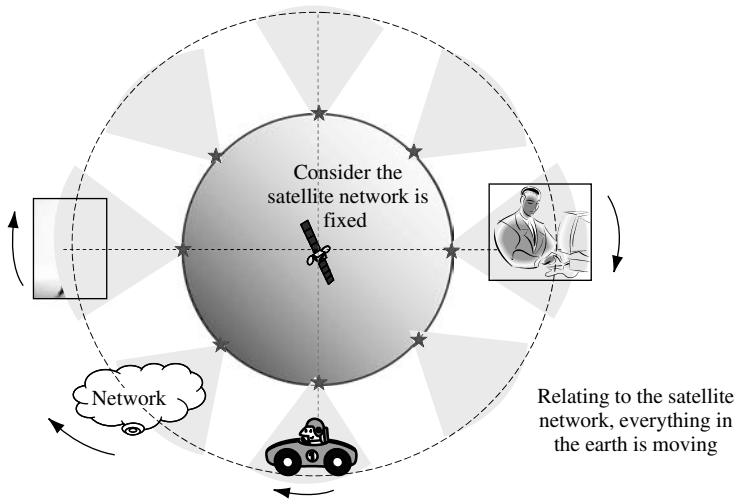 Consider the
satellite network is
fixed
Network
Relating to the satellite
network, everything in
the earth is moving